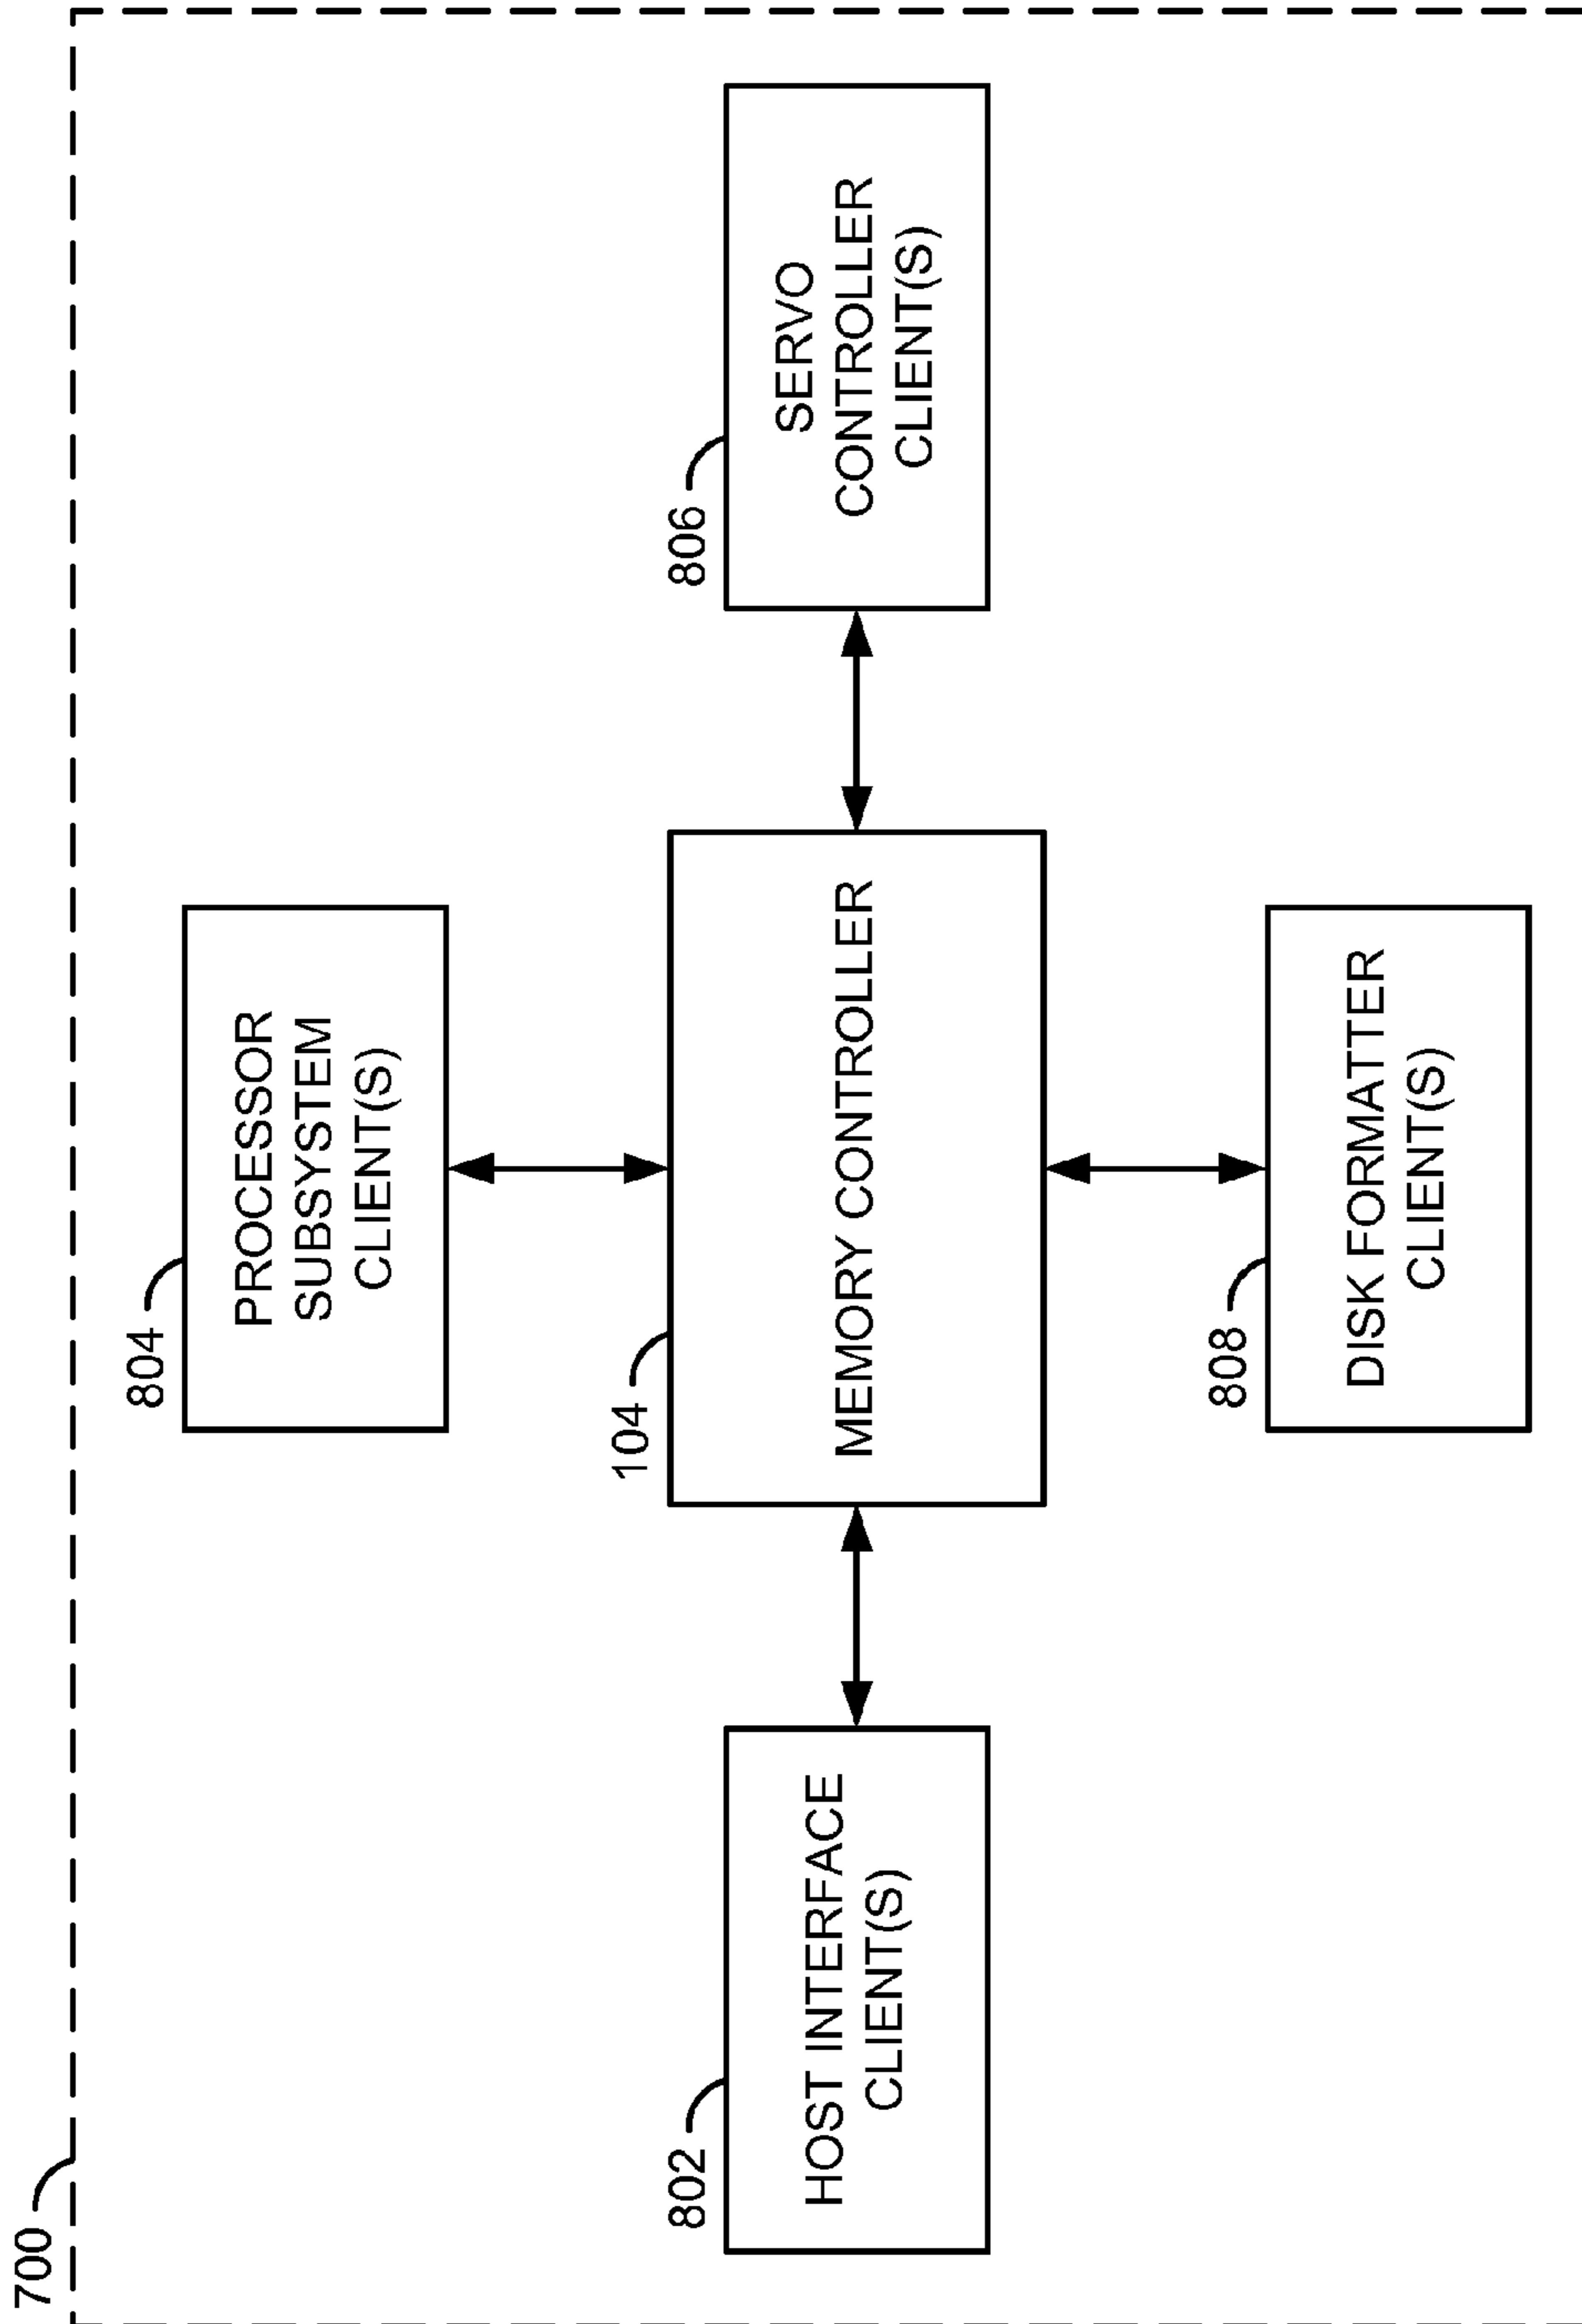 700
804
PROCESSOR
SUBSYSTEM
CLIENT(S)
802
HOST INTERFACE
CLIENT(S)
104
MEMORY CONTROLLER
806
SERVO
CONTROLLER
CLIENT(S)
808
DISK FORMATTER
CLIENT(S)